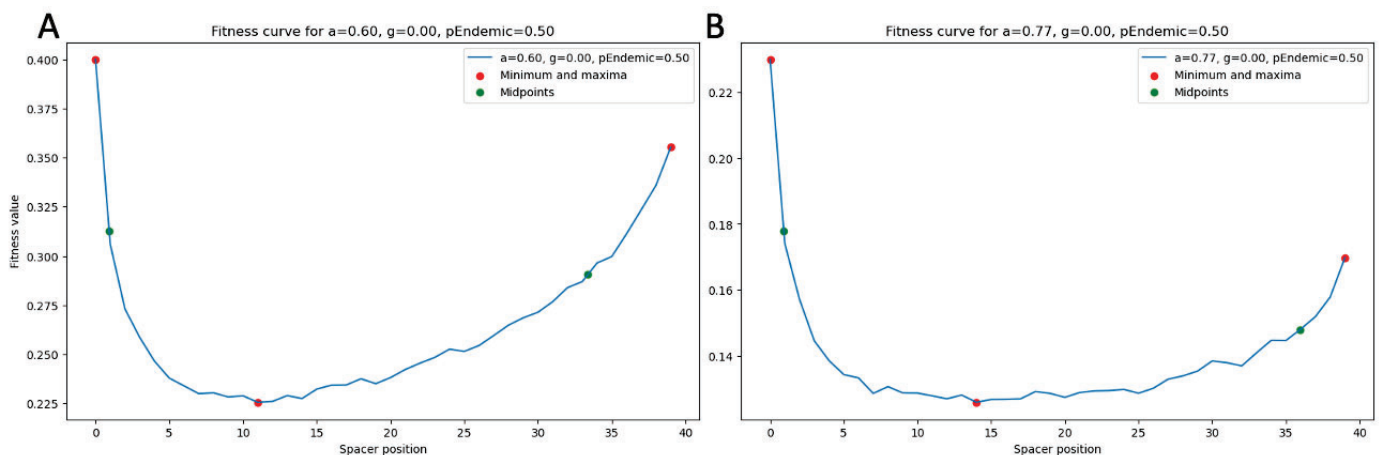 A
Fitness curve for a=0.60, g=0.00, pEndemic=0.50
a=0.60, g=0.00, pEndemic=0.50
Minimum and maxima
Midpoints
Fitness value
0.400
0.375
0.350
0.325
0.300
0.275
0.250
0.225
0 5 10 15 20 25 30 35 40
Spacer position
B
Fitness curve for a=0.77, g=0.00, pEndemic=0.50
a=0.77, g=0.00, pEndemic=0.50
Minimum and maxima
Midpoints
0.22
0.20
0.18
0.16
0.14
0 5 10 15 20 25 30 35 40
Spacer position